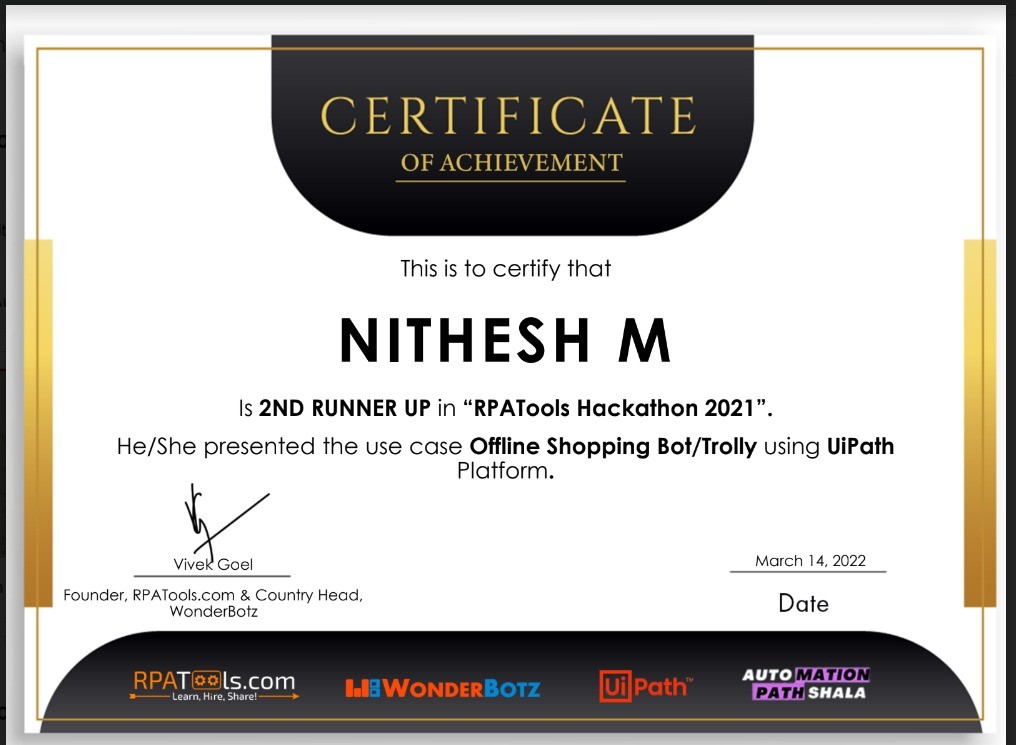 CERTIFICATE
OF ACHIEVEMENT
This is to certify that
NITHESH M
Is 2ND RUNNER UP in “RPATools Hackathon 2021”.
He/She presented the use case Offline Shopping Bot/Trolly using UiPath
Platform.
Vivek Goel
Founder, RPATools.com & Country Head,
WonderBotz
March 14, 2022
Date
RPATools.com
Learn, Hire, Share!
WONDERBOTZ
UiPath™
AUTOMATION
PATHSHALA